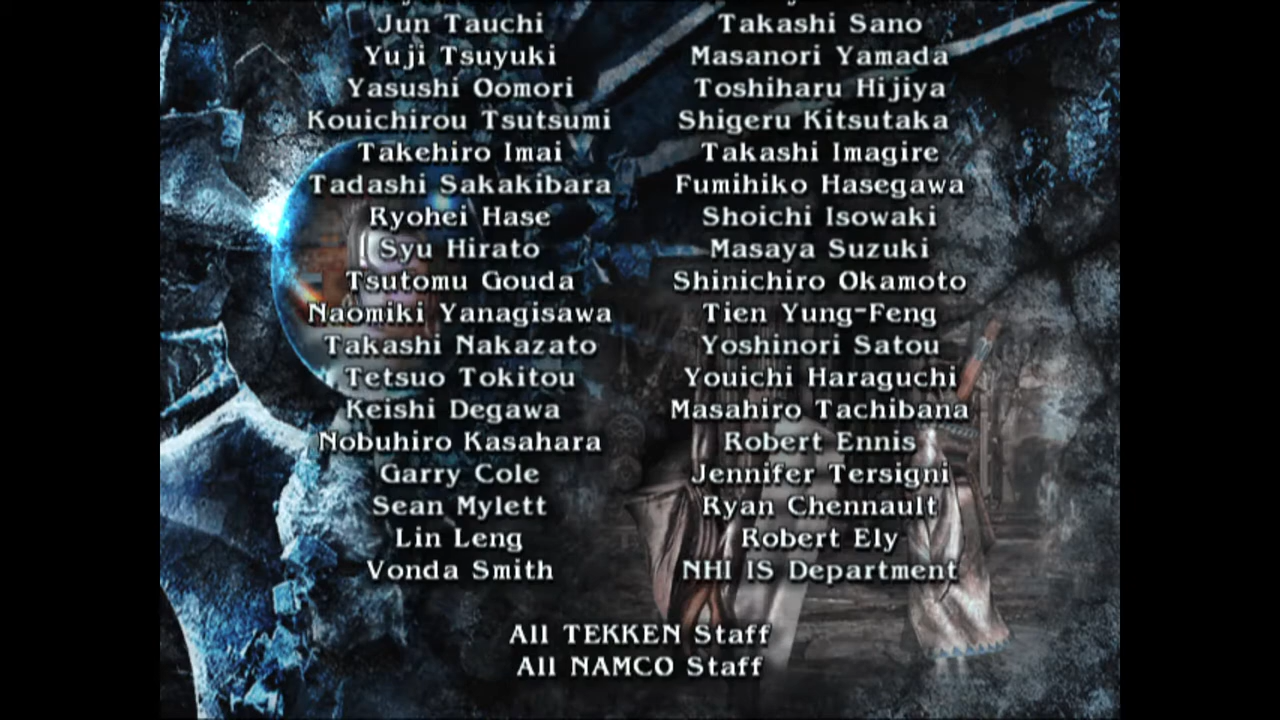 Jun Tauchi Takashi Sano
Yuji Tsuyuki Masanori Yamada
Yasushi Oomori Toshiharu Hijiya
Kouichirou Tsutsumi Shigeru Kitsutaka
Takehiro Imai Takashi Imagire
Tadashi Sakakibara Fumihiko Hasegawa
Ryohei Hase Shoichi Isowaki
Syu Hirato Masaya Suzuki
Tsutomu Gouda Shinichiro Okamoto
Naomiki Yanagisawa Tien Yung-Feng
Takashi Nakazato Yoshinori Satou
Tetsuo Tokitou Youichi Haraguchi
Keishi Degawa Masahiro Tachibana
Nobuhiro Kasahara Robert Ennis
Garry Cole Jennifer Tersigni
Sean Mylett Ryan Chennault
Lin Leng Robert Ely
Vonda Smith NHI IS Department
All TEKKEN Staff
All NAMCO Staff